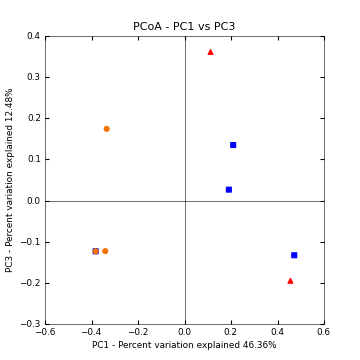 PCoA - PC1 vs PC3
0.4
0.3
0.2
0.1
0.0
−0.1
−0.2
−0.3
PC3 - Percent variation explained 12.48%
−0.6 −0.4 −0.2 0.0 0.2 0.4 0.6
PC1 - Percent variation explained 46.36%